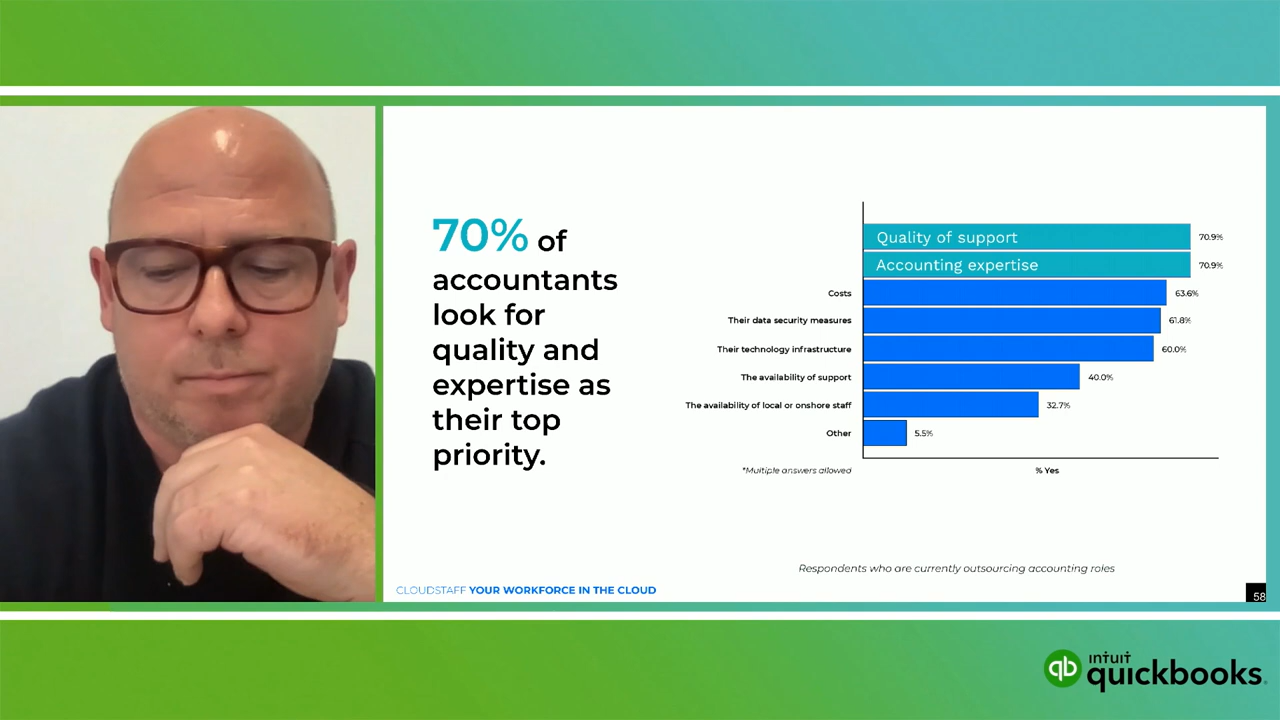 70% of
accountants
look for
quality and
expertise as
their top
priority.
Quality of support 70.9%
Accounting expertise 70.9%
Costs 63.6%
Their data security measures 61.8%
Their technology infrastructure 60.0%
The availability of support 40.0%
The availability of local or onshore staff 32.7%
Other 5.5%
*Multiple answers allowed % Yes
Respondents who are currently outsourcing accounting roles
CLOUDSTAFF YOUR WORKFORCE IN THE CLOUD
58
qb
intuit
quickbooks.